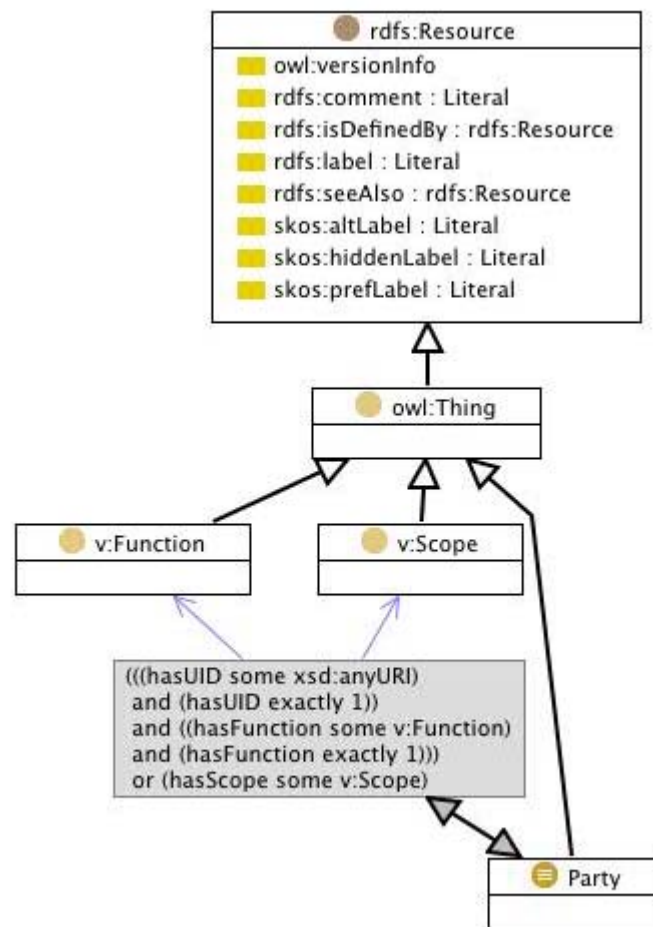 rdfs:Resource
owl:versionInfo
rdfs:comment : Literal
rdfs:isDefinedBy : rdfs:Resource
rdfs:label : Literal
rdfs:seeAlso : rdfs:Resource
skos:altLabel : Literal
skos:hiddenLabel : Literal
skos:prefLabel : Literal
owl:Thing
v:Function
v:Scope
(((hasUID some xsd:anyURI)
and (hasUID exactly 1))
and ((hasFunction some v:Function)
and (hasFunction exactly 1)))
or (hasScope some v:Scope)
Party